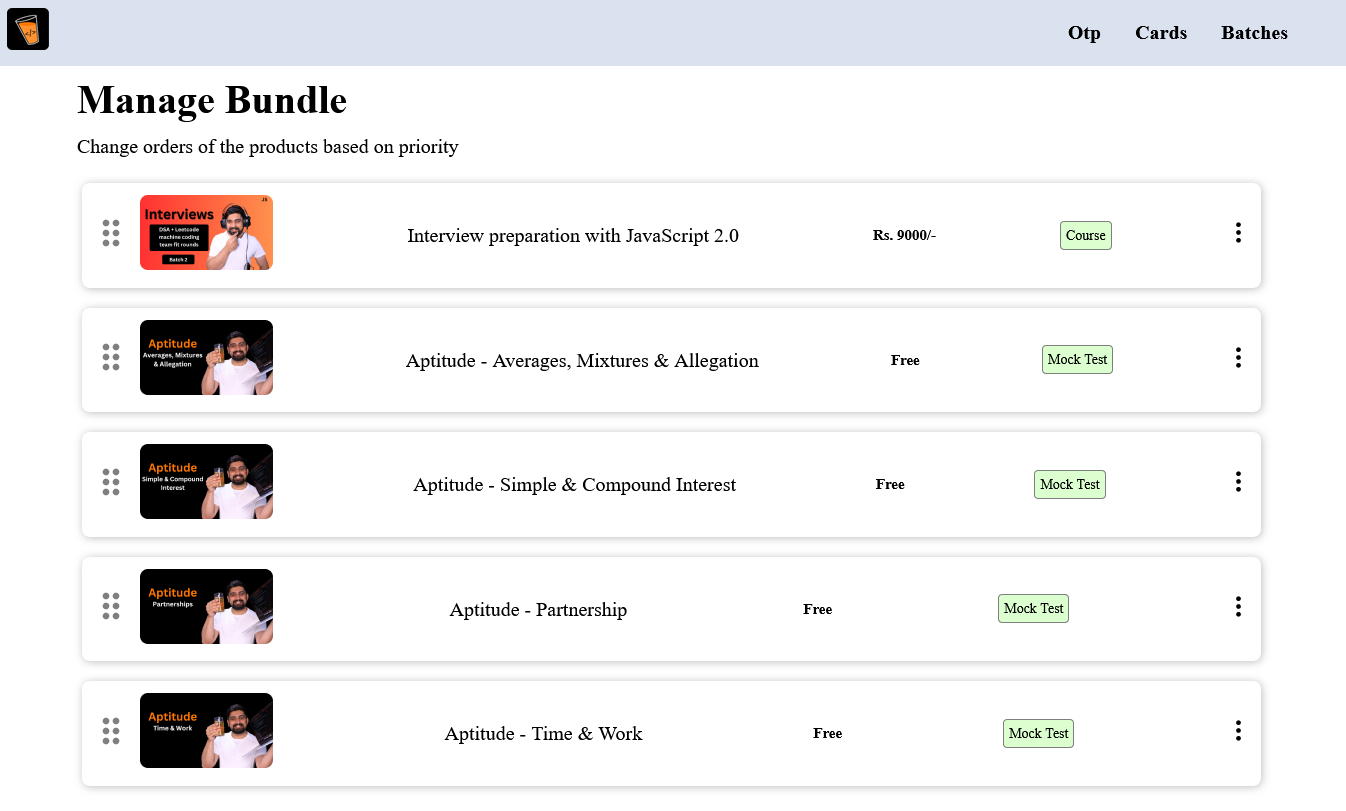 </>
Otp Cards Batches
Manage Bundle
Change orders of the products based on priority
JS
Interviews
DSA + Leetcode
machine coding
team fit rounds
Batch 2
Interview preparation with JavaScript 2.0 Rs. 9000/- Course
Aptitude
Averages, Mixtures
& Allegation
Aptitude - Averages, Mixtures & Allegation Free Mock Test
Aptitude
Simple & Compound
Interest
Aptitude - Simple & Compound Interest Free Mock Test
Aptitude
Partnerships
Aptitude - Partnership Free Mock Test
Aptitude
Time & Work
Aptitude - Time & Work Free Mock Test